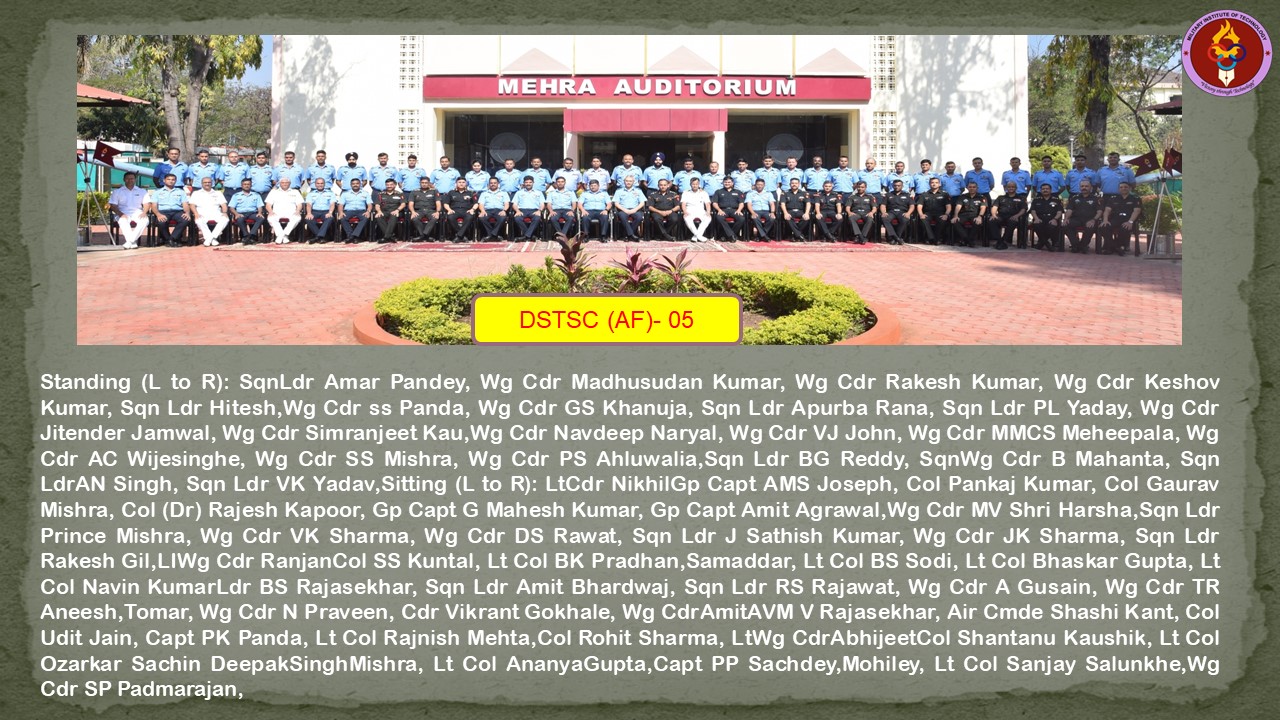 MILITARY INSTITUTE OF TECHNOLOGY
Victory through Technology
MEHRA AUDITORIUM
DSTSC (AF)- 05
Standing (L to R): SqnLdr Amar Pandey, Wg Cdr Madhusudan Kumar, Wg Cdr Rakesh Kumar, Wg Cdr Keshov
Kumar, Sqn Ldr Hitesh,Wg Cdr ss Panda, Wg Cdr GS Khanuja, Sqn Ldr Apurba Rana, Sqn Ldr PL Yaday, Wg Cdr
Jitender Jamwal, Wg Cdr Simranjeet Kau,Wg Cdr Navdeep Naryal, Wg Cdr VJ John, Wg Cdr MMCS Meheepala, Wg
Cdr AC Wijesinghe, Wg Cdr SS Mishra, Wg Cdr PS Ahluwalia,Sqn Ldr BG Reddy, SqnWg Cdr B Mahanta, Sqn
LdrAN Singh, Sqn Ldr VK Yadav,Sitting (L to R): LtCdr NikhilGp Capt AMS Joseph, Col Pankaj Kumar, Col Gaurav
Mishra, Col (Dr) Rajesh Kapoor, Gp Capt G Mahesh Kumar, Gp Capt Amit Agrawal,Wg Cdr MV Shri Harsha,Sqn Ldr
Prince Mishra, Wg Cdr VK Sharma, Wg Cdr DS Rawat, Sqn Ldr J Sathish Kumar, Wg Cdr JK Sharma, Sqn Ldr
Rakesh Gil,LlWg Cdr RanjanCol SS Kuntal, Lt Col BK Pradhan,Samaddar, Lt Col BS Sodi, Lt Col Bhaskar Gupta, Lt
Col Navin KumarLdr BS Rajasekhar, Sqn Ldr Amit Bhardwaj, Sqn Ldr RS Rajawat, Wg Cdr A Gusain, Wg Cdr TR
Aneesh,Tomar, Wg Cdr N Praveen, Cdr Vikrant Gokhale, Wg CdrAmitAVM V Rajasekhar, Air Cmde Shashi Kant, Col
Udit Jain, Capt PK Panda, Lt Col Rajnish Mehta,Col Rohit Sharma, LtWg CdrAbhijeetCol Shantanu Kaushik, Lt Col
Ozarkar Sachin DeepakSinghMishra, Lt Col AnanyaGupta,Capt PP Sachdey,Mohiley, Lt Col Sanjay Salunkhe,Wg
Cdr SP Padmarajan,